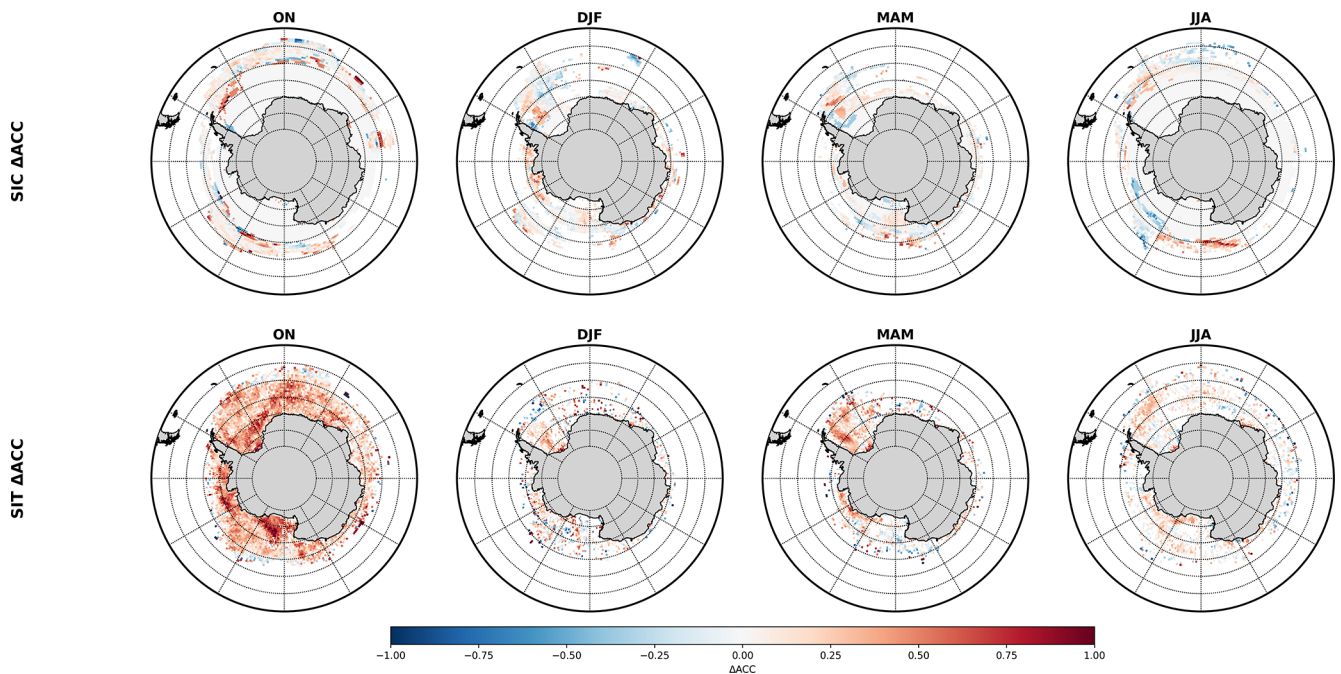 ON DJF MAM JJA
SIC ΔACC
ON DJF MAM JJA
SIT ΔACC
−1.00 −0.75 −0.50 −0.25 0.00 0.25 0.50 0.75 1.00
ΔACC